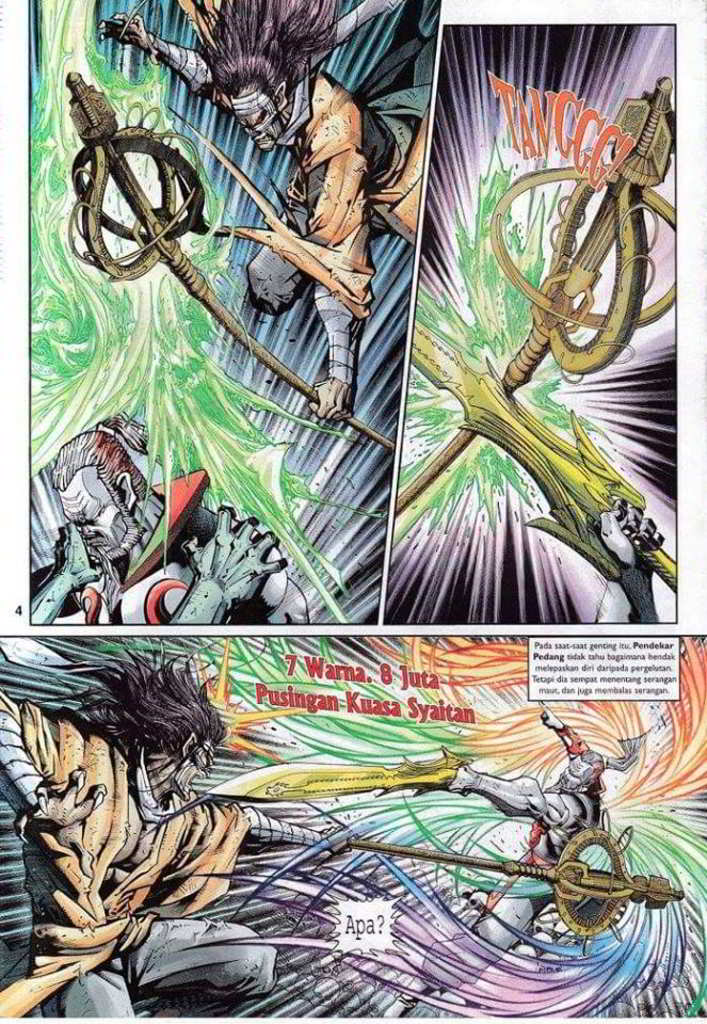 TANGGG!
4
7 Warna. 8 Juta
Pusingan Kuasa Syaitan
Pada saat-saat genting itu, Pendekar
Pedang tidak tahu bagaimana hendak
melepaskan diri daripada pergelutan.
Tetapi dia sempat menentang serangan
maut, dan juga membalas serangan.
Apa?